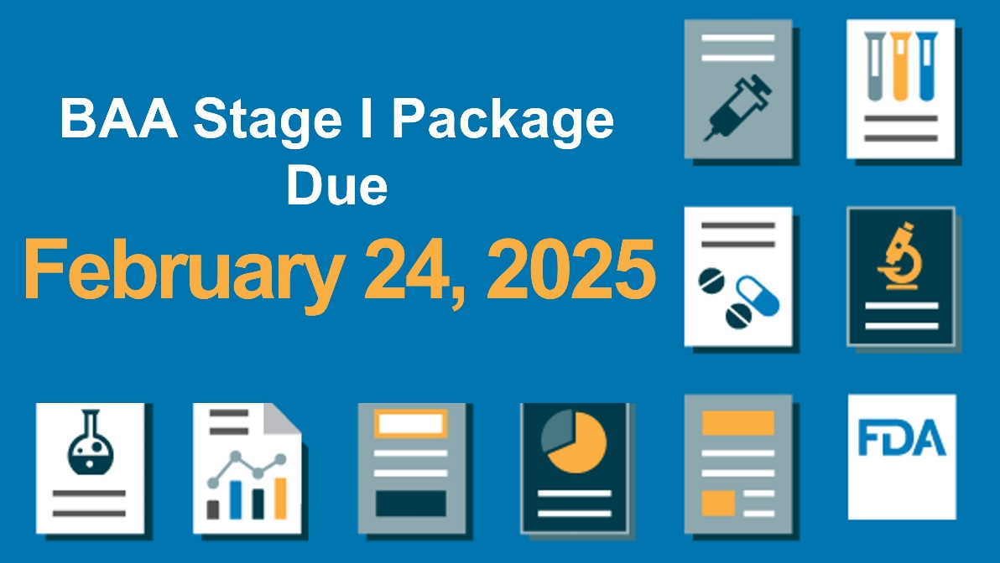 BAA Stage I Package
Due
February 24, 2025
FDA